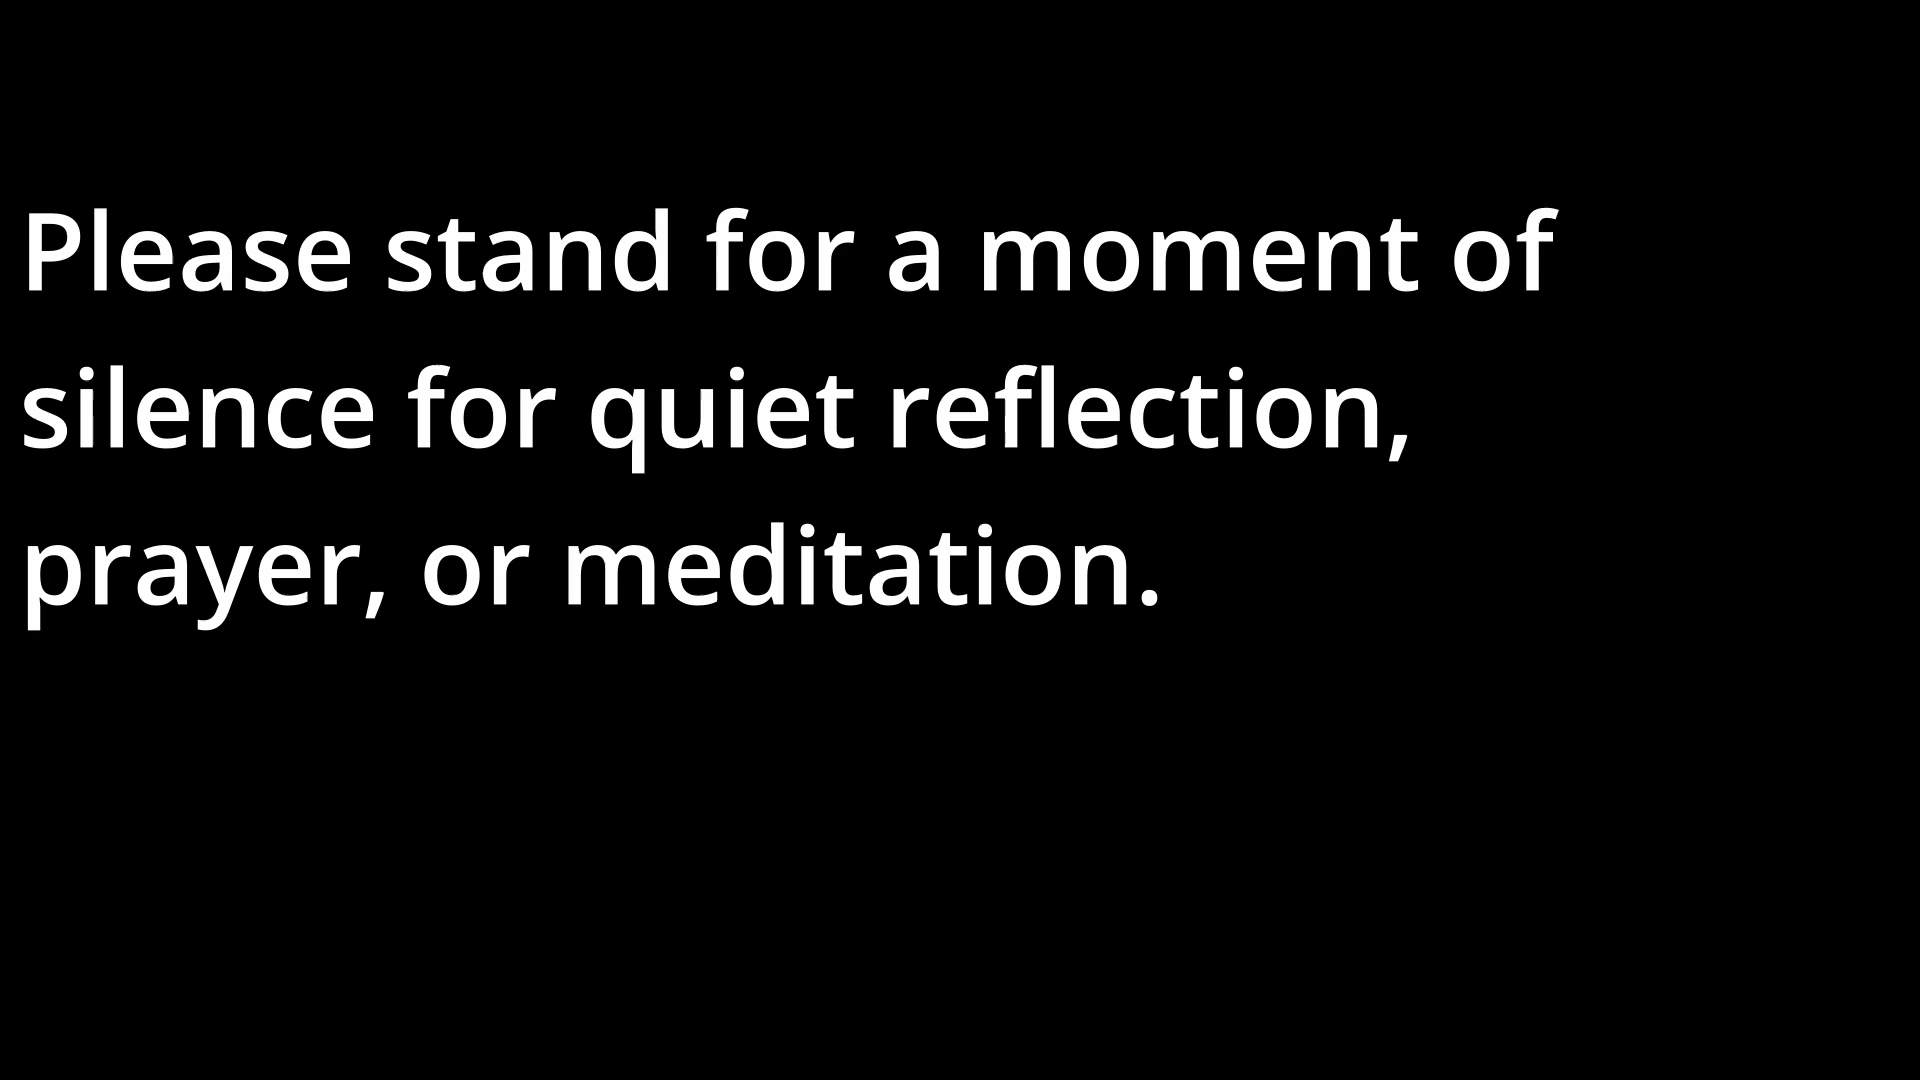 Please stand for a moment of
silence for quiet reflection,
prayer, or meditation.